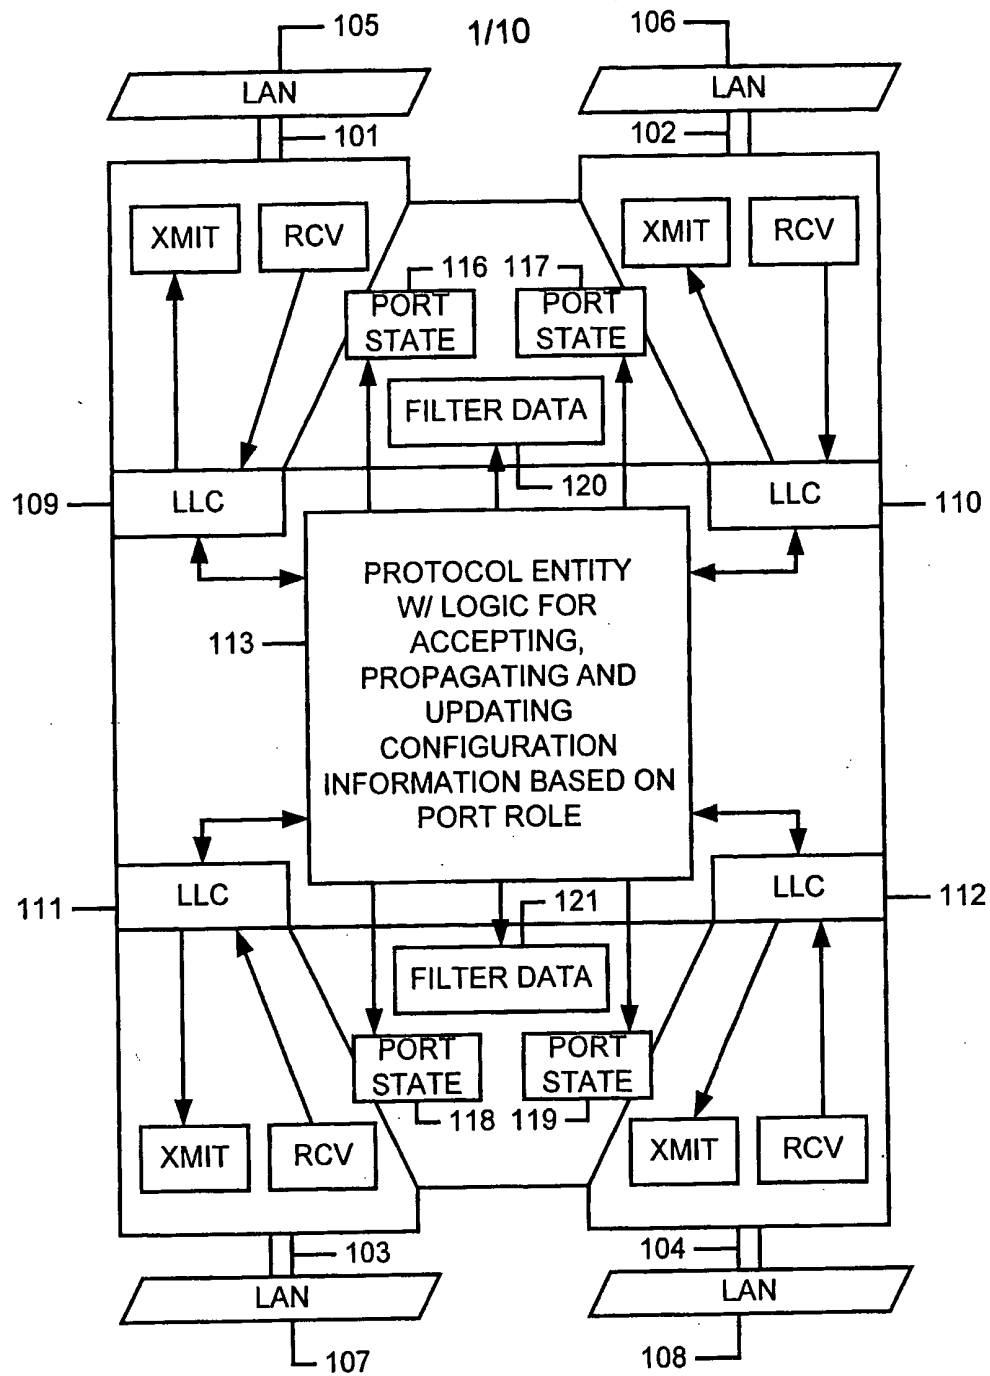 105
1/10
106
LAN
LAN
101
102
XMIT
RCV
XMIT
RCV
116
117
PORT
STATE
PORT
STATE
FILTER DATA
120
109
LLC
LLC
110
PROTOCOL ENTITY
W/ LOGIC FOR
ACCEPTING,
PROPAGATING AND
UPDATING
CONFIGURATION
INFORMATION BASED ON
PORT ROLE
113
111
LLC
LLC
112
121
FILTER DATA
PORT
STATE
PORT
STATE
118
119
XMIT
RCV
XMIT
RCV
103
104
LAN
LAN
107
108